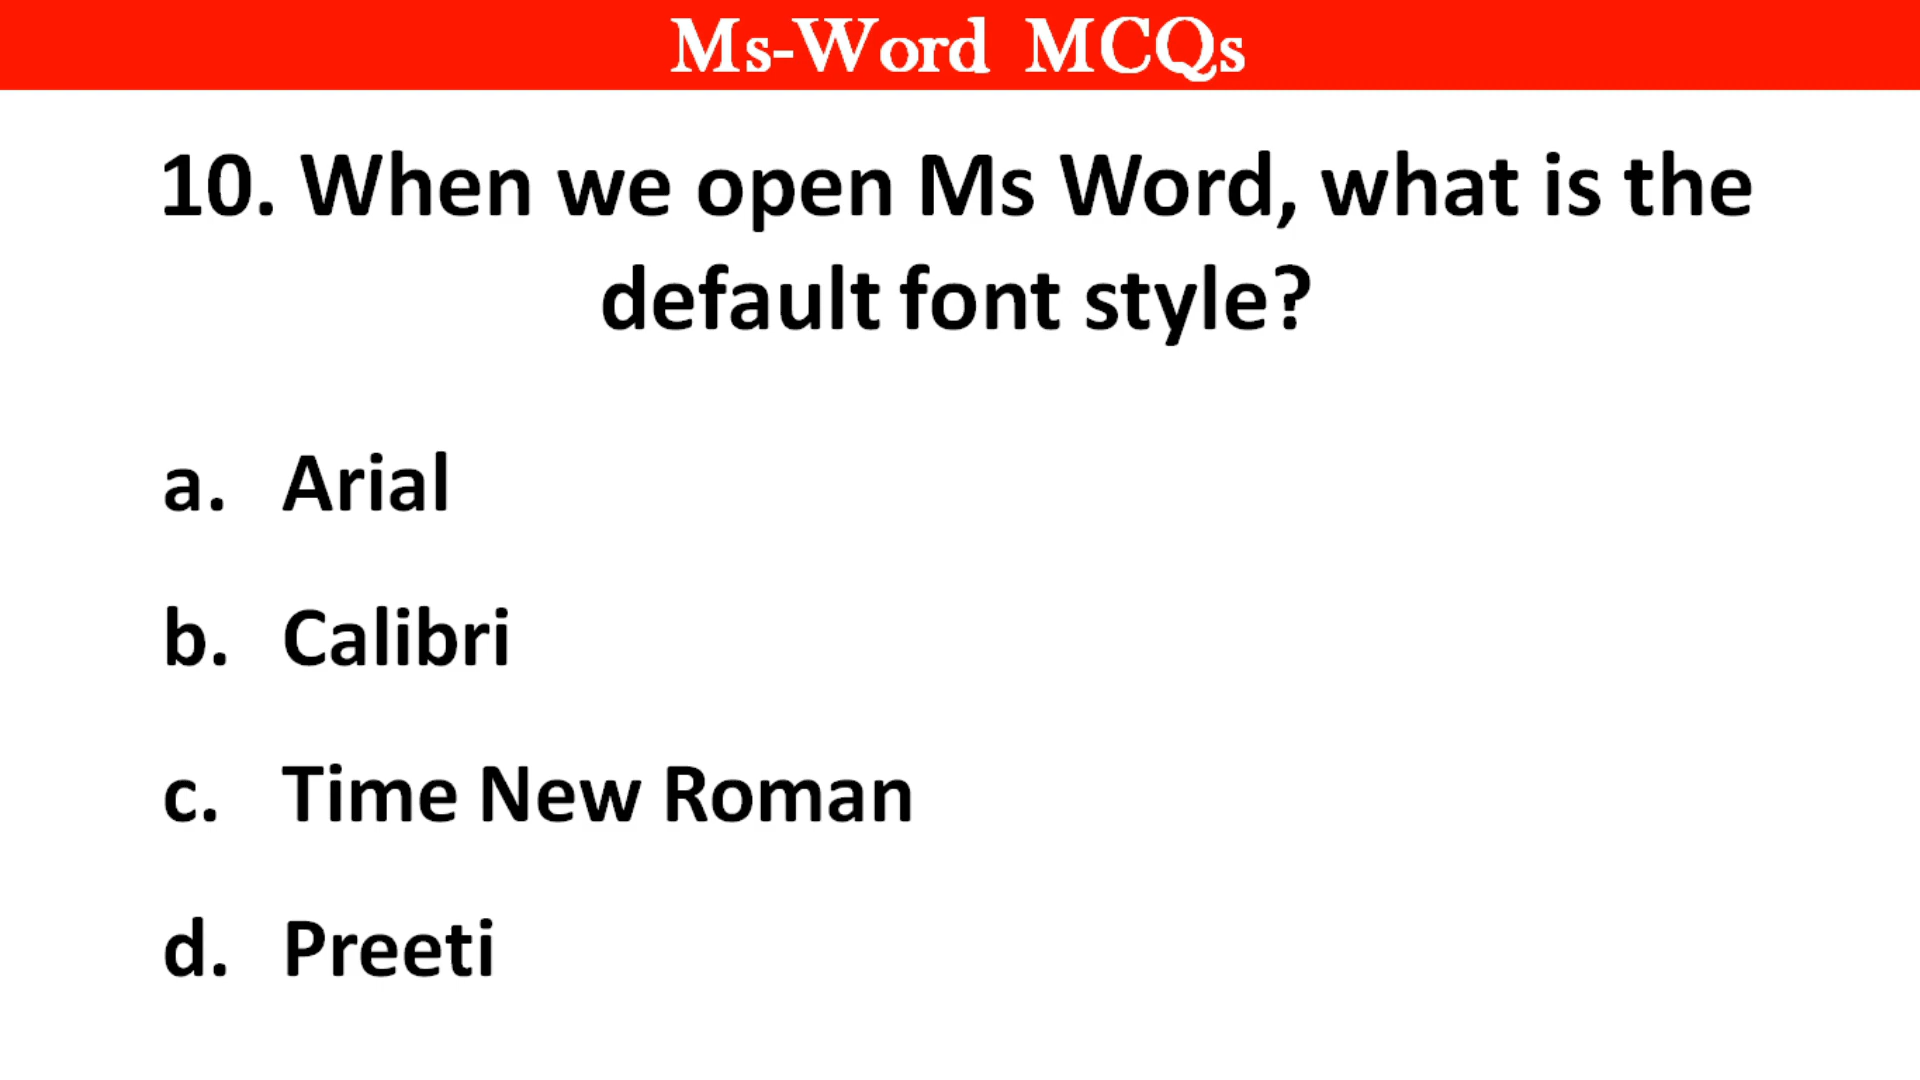 Ms-Word MCQs
10. When we open Ms Word, what is the
default font style?
a. Arial
b. Calibri
c. Time New Roman
d. Preeti